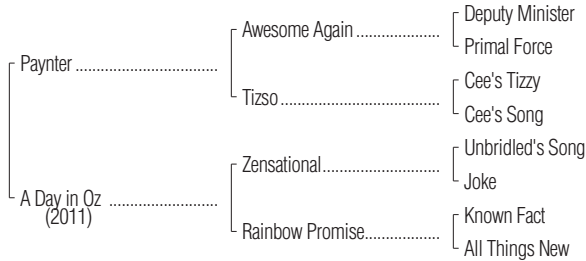 Deputy Minister
Awesome Again ....................
Primal Force
Paynter ..................................
Cee's Tizzy
Tizso ......................................
Cee's Song
Unbridled's Song
Zensational............................
Joke
A Day in Oz ..........................
(2011)
Known Fact
Rainbow Promise..................
All Things New